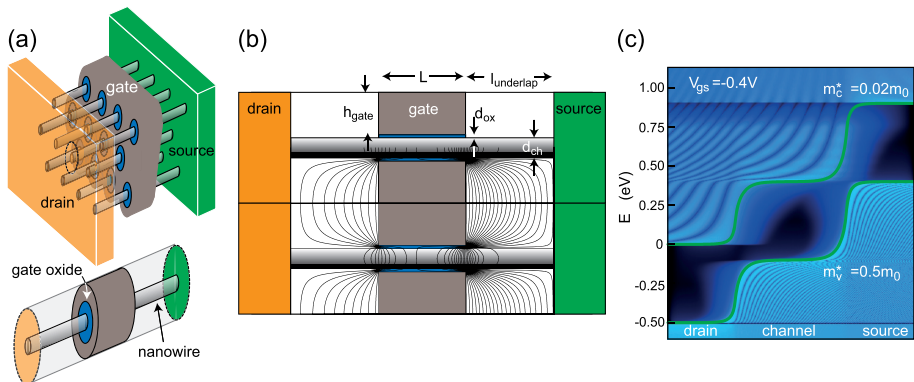 (a)
gate
source
drain
gate oxide
nanowire
(b)
L
l_underlap
drain
gate
source
h_gate
d_ox
d_ch
(c)
V_gs=-0.4V
m*_c=0.02m_0
m*_v=0.5m_0
E (eV)
1.00
0.75
0.50
0.25
0
-0.25
-0.50
drain channel source